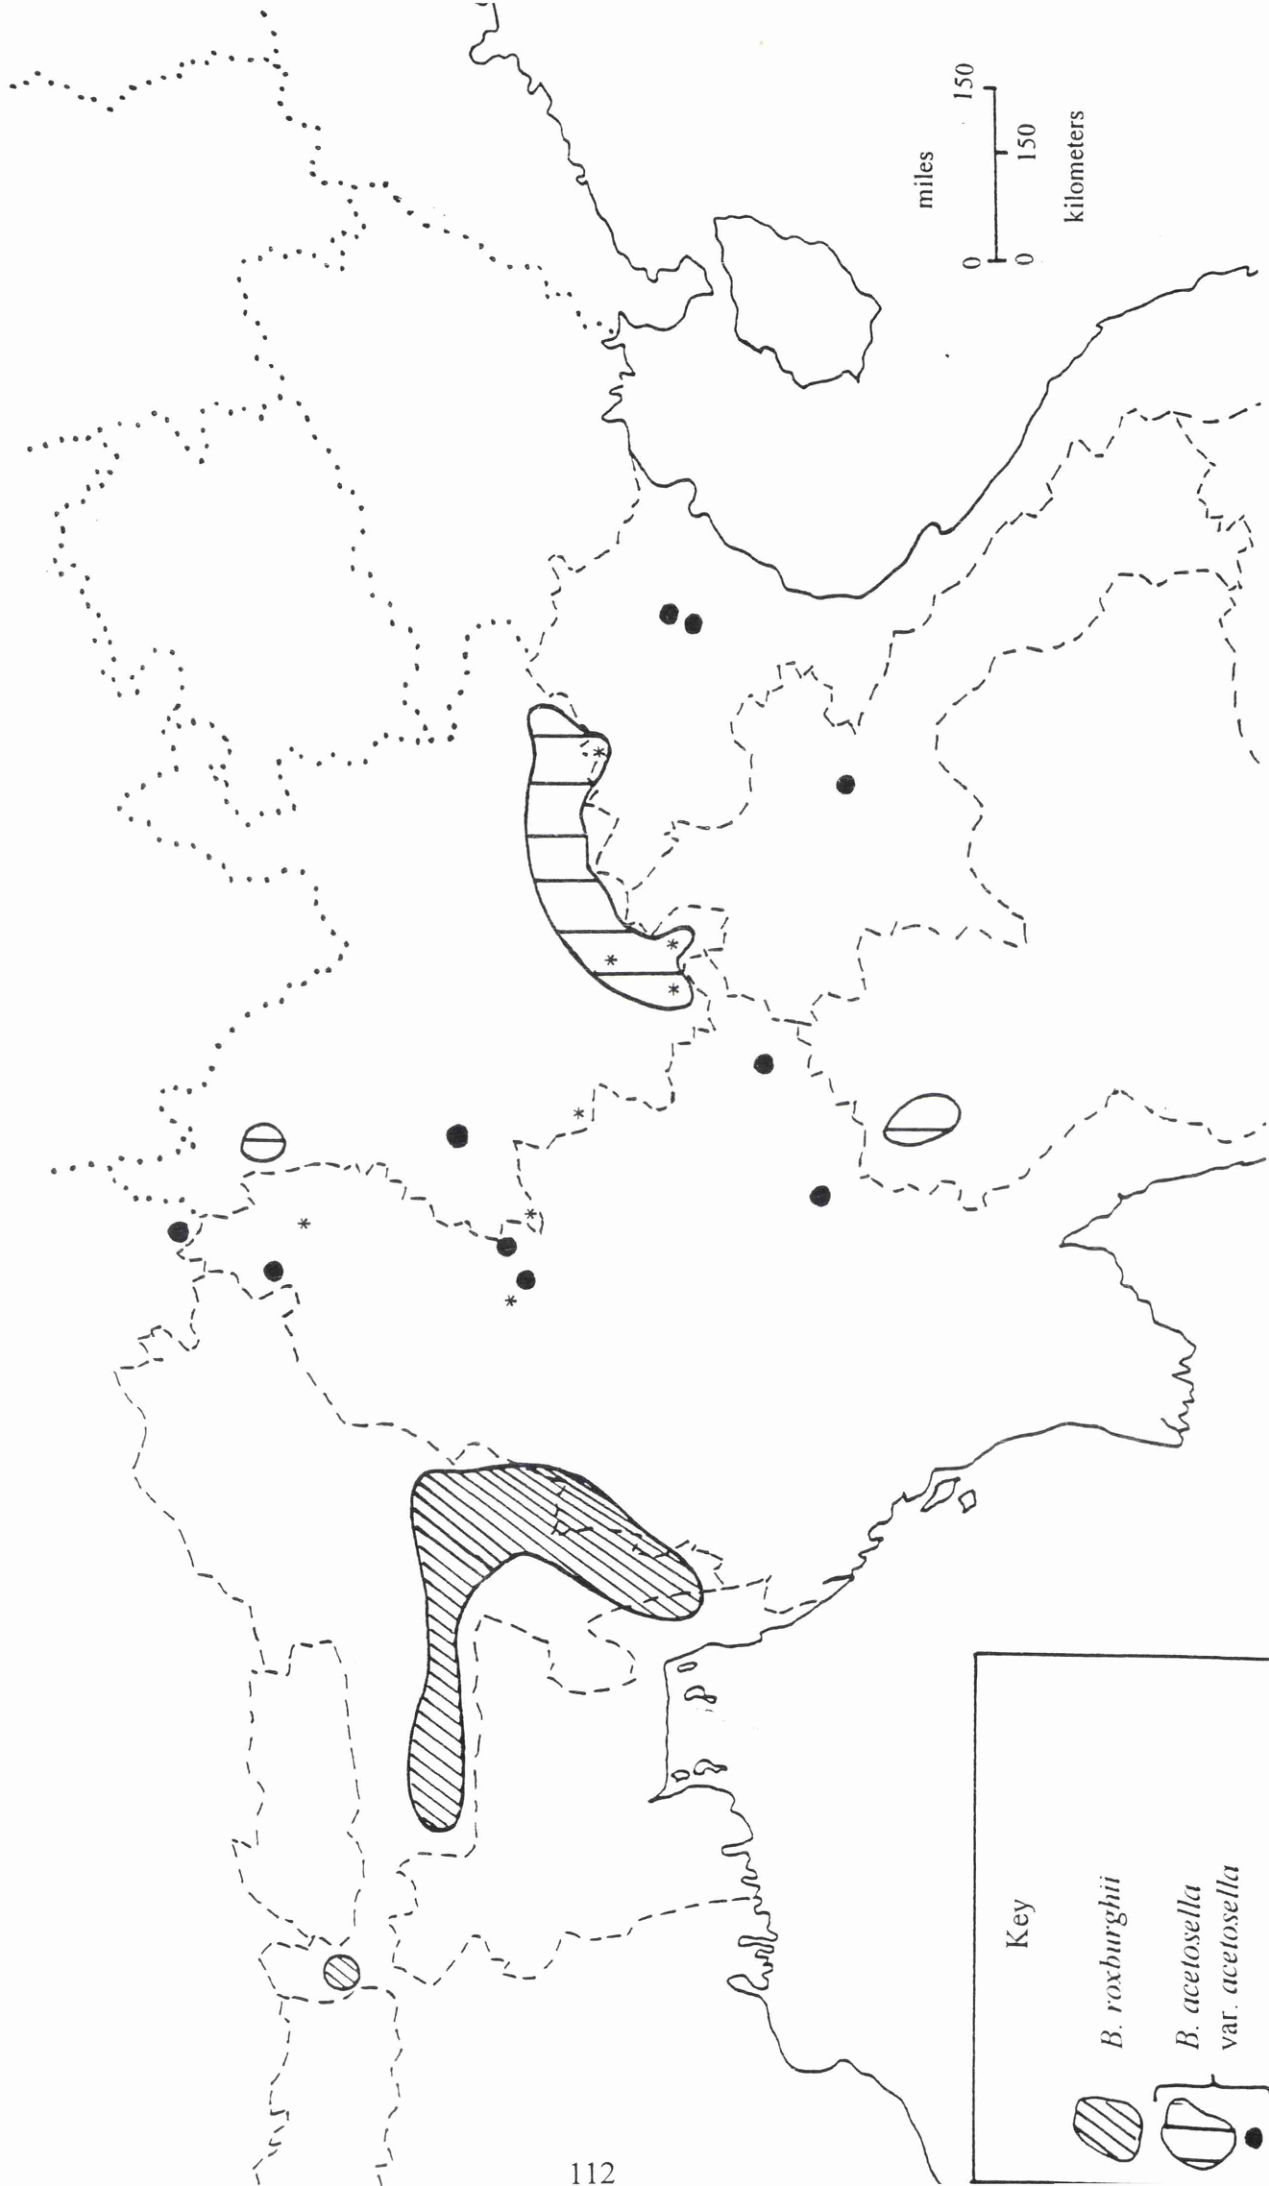 miles
0 150
0 150
kilometers
Key
B. roxburghii
B. acetosella
var. acetosella
112